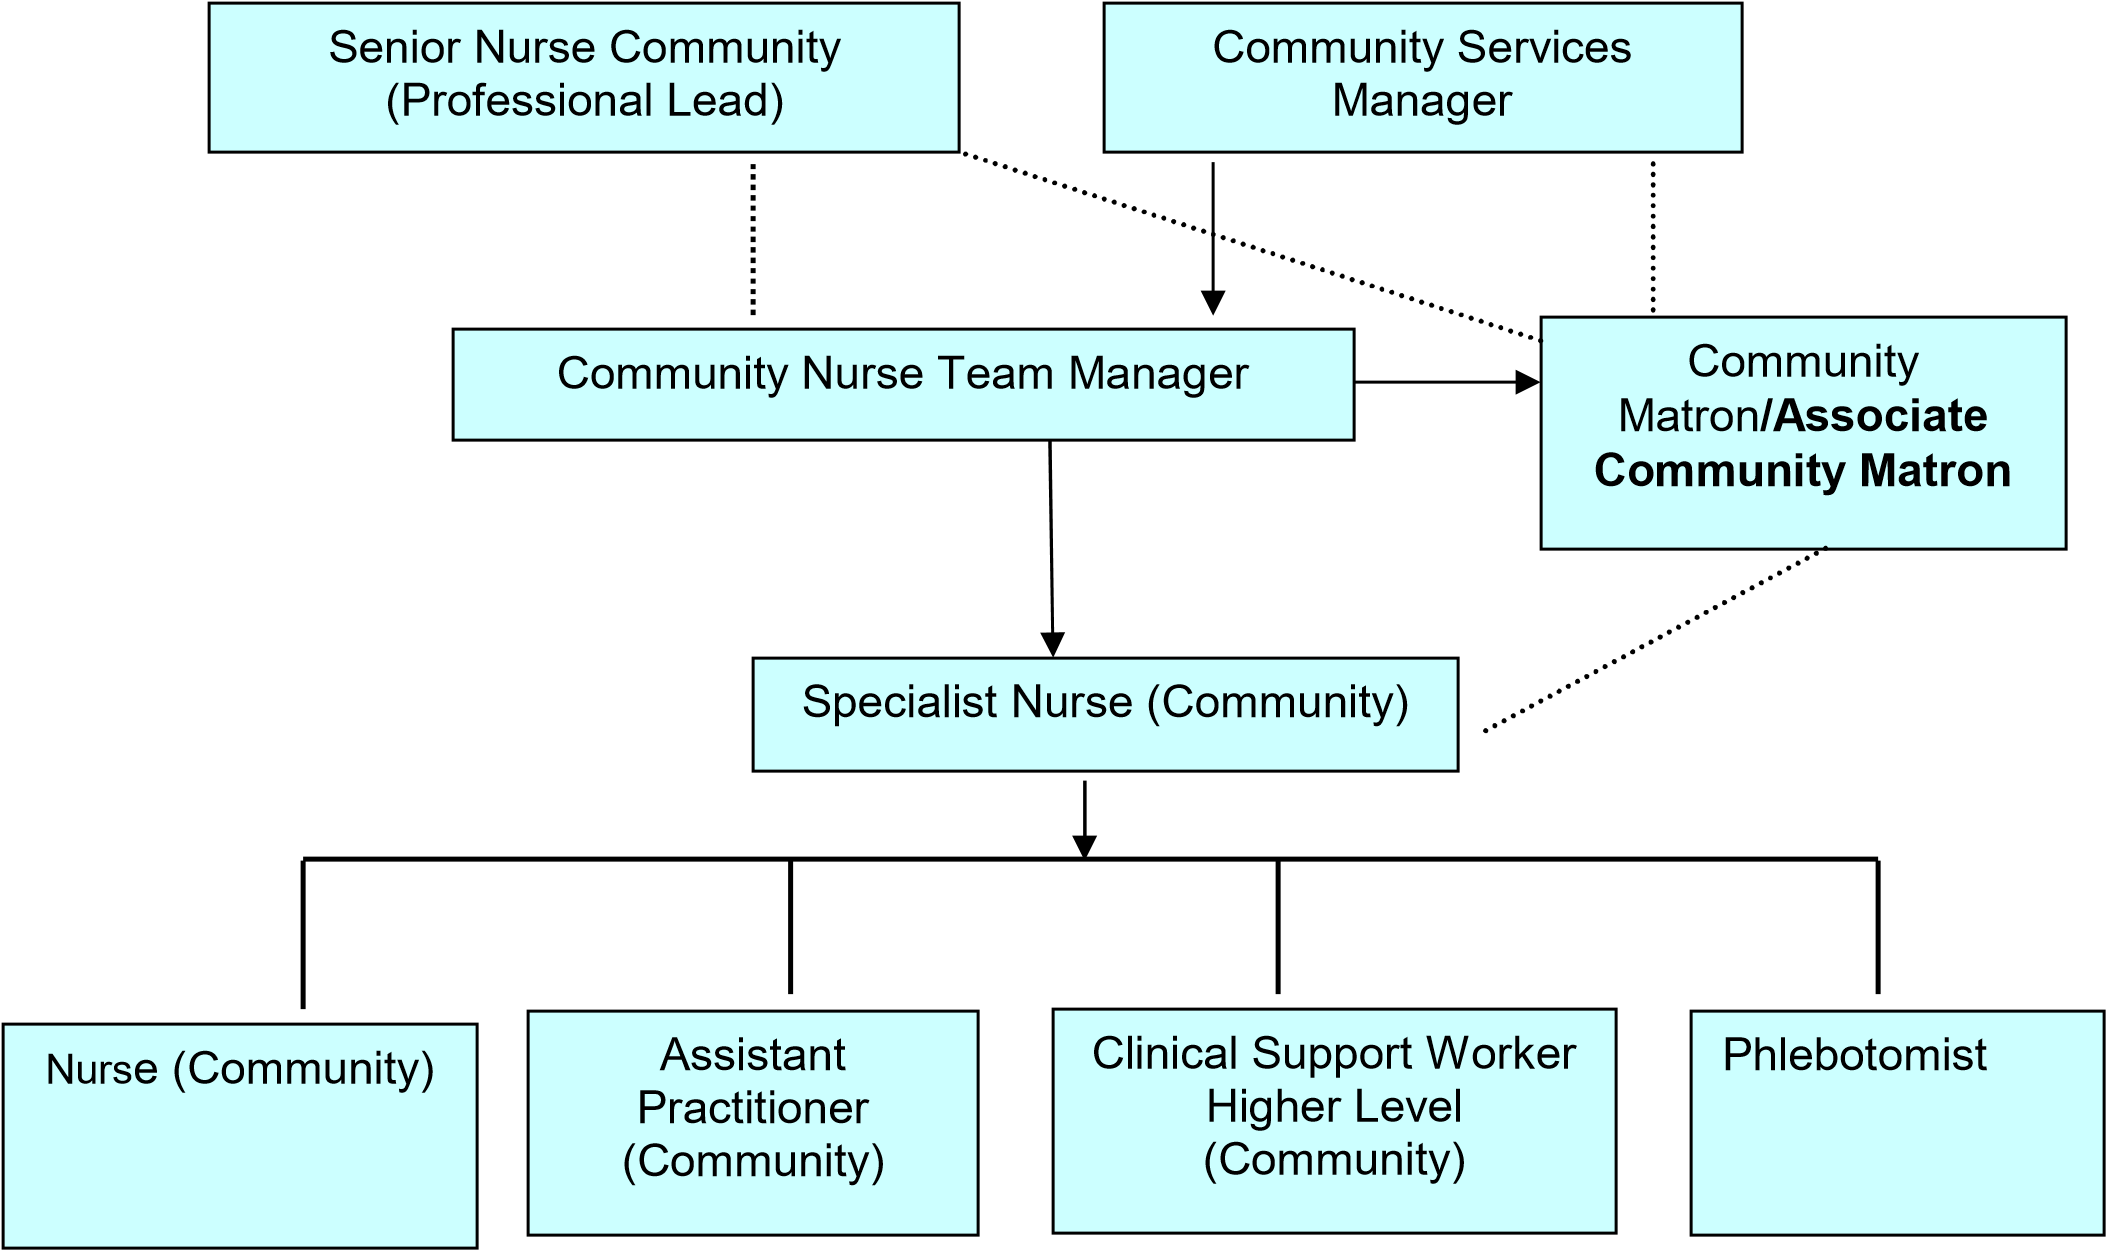 Senior Nurse Community
(Professional Lead)
Community Services
Manager
Community Nurse Team Manager
Community
Matron/Associate
Community Matron
Specialist Nurse (Community)
Nurse (Community)
Assistant
Practitioner
(Community)
Clinical Support Worker
Higher Level
(Community)
Phlebotomist